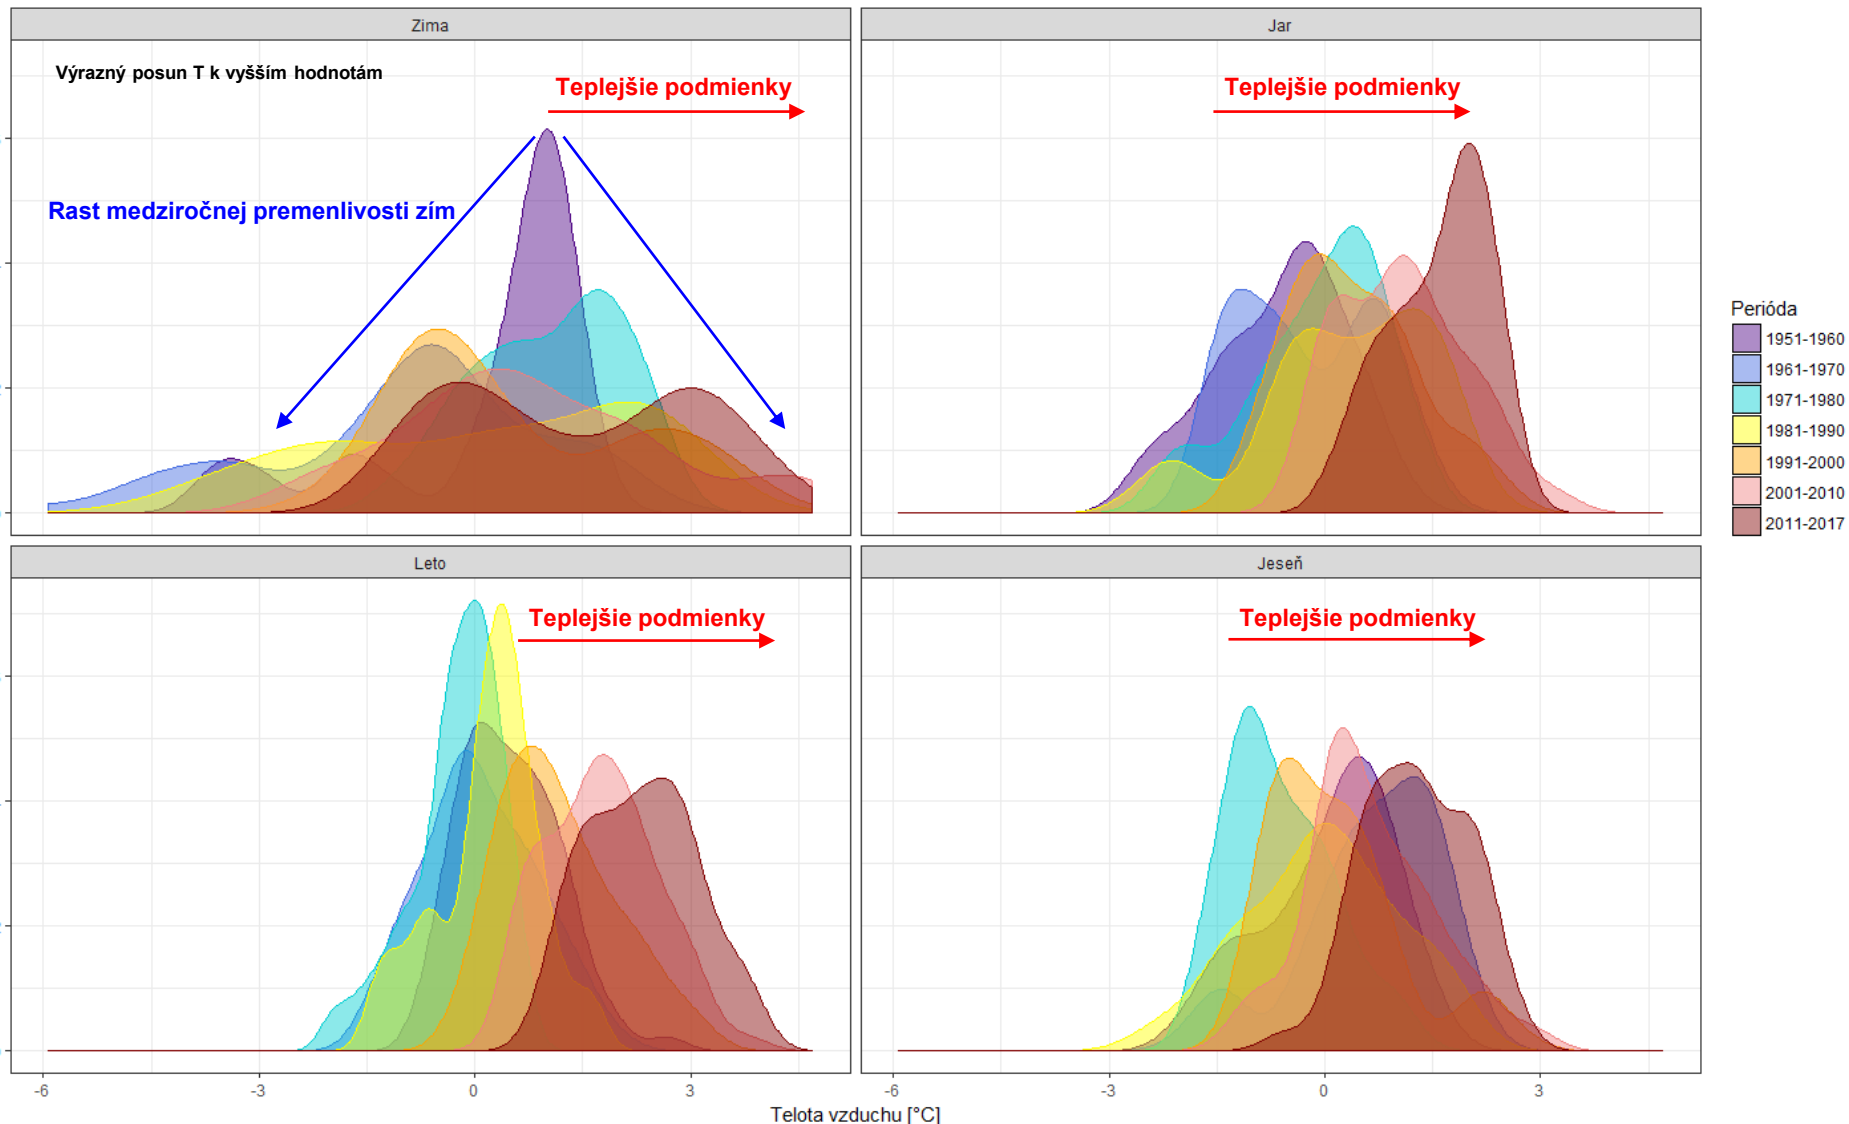 Zima
Jar
Výrazný posun T k vyšším hodnotám
Teplejšie podmienky
Teplejšie podmienky
Rast medziročnej premenlivosti zím
Perióda
1951-1960
1961-1970
1971-1980
1981-1990
1991-2000
2001-2010
2011-2017
Leto
Jeseň
Teplejšie podmienky
Teplejšie podmienky
-6
-3
0
3
-6
-3
0
3
Telota vzduchu [°C]